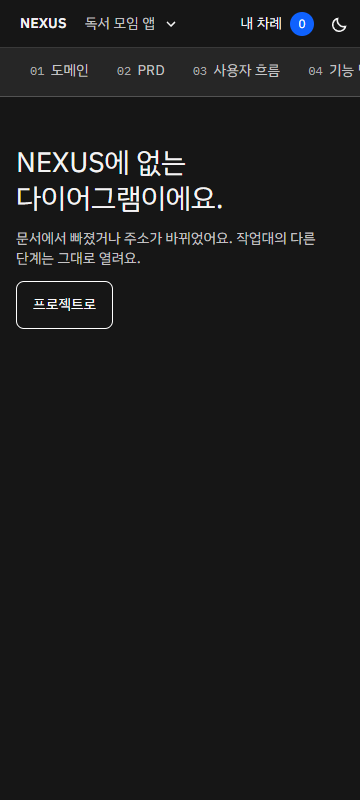 NEXUS 독서 모임 앱 내 차례 0
01 도메인 02 PRD 03 사용자 흐름 04 기능
NEXUS에 없는
다이어그램이에요.
문서에서 빠졌거나 주소가 바뀌었어요. 작업대의 다른
단계는 그대로 열려요.
프로젝트로